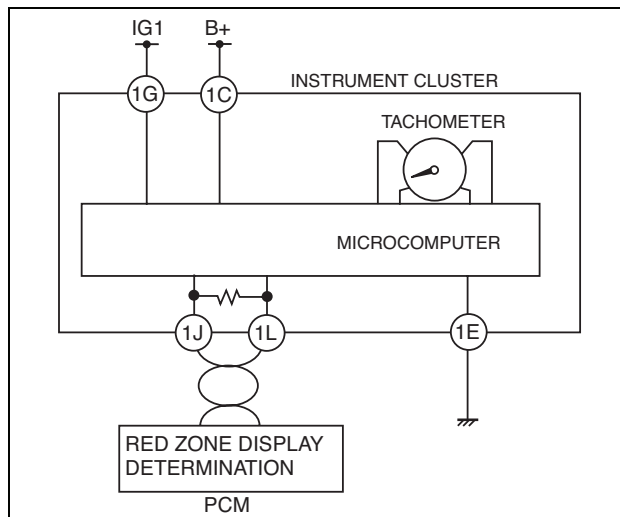 IG1 B+
1G 1C INSTRUMENT CLUSTER
TACHOMETER
MICROCOMPUTER
1J 1L 1E
RED ZONE DISPLAY
DETERMINATION
PCM